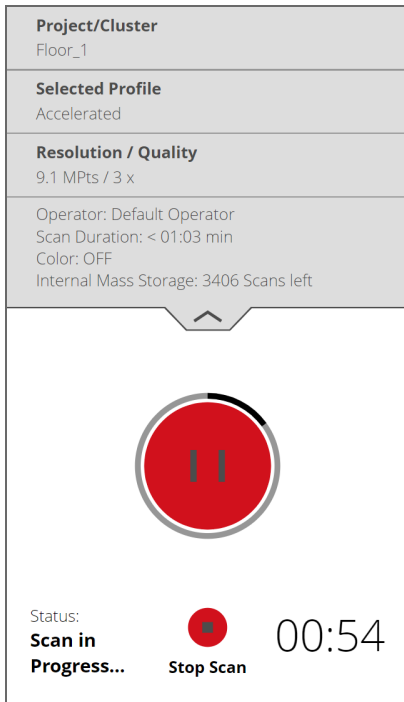 Project/Cluster
Floor_1
Selected Profile
Accelerated
Resolution / Quality
9.1 MPts / 3 x
Operator: Default Operator
Scan Duration: < 01:03 min
Color: OFF
Internal Mass Storage: 3406 Scans left
Status:
Scan in
Progress...
Stop Scan
00:54